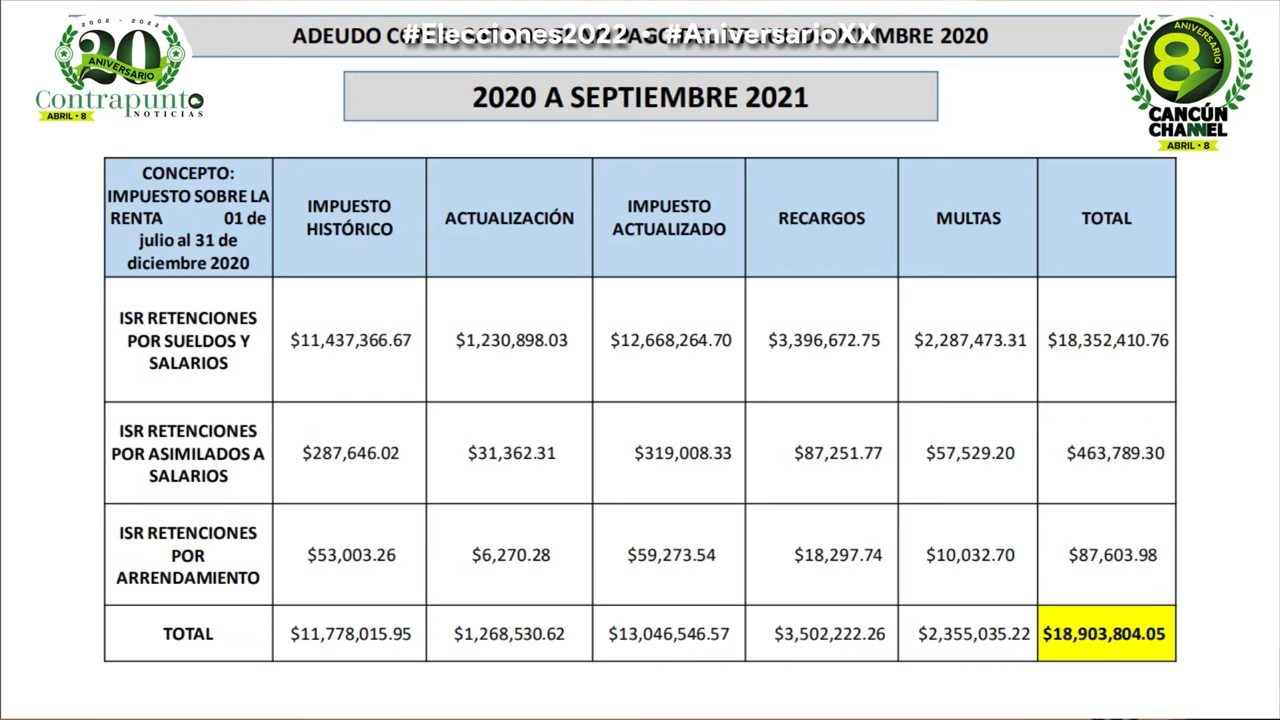 2002 - 2022
20
ANIVERSARIO
Contrapunto
NOTICIAS
ABRIL • 8
ADEUDO
#Elecciones2022 - #AniversarioXX
2020
2020 A SEPTIEMBRE 2021
ANIVERSARIO
8
CANCÚN
CHANNEL
ABRIL • 8
CONCEPTO:
IMPUESTO SOBRE LA
RENTA 01 de
julio al 31 de
diciembre 2020
IMPUESTO
HISTÓRICO
ACTUALIZACIÓN
IMPUESTO
ACTUALIZADO
RECARGOS
MULTAS
TOTAL
ISR RETENCIONES
POR SUELDOS Y
SALARIOS
$11,437,366.67
$1,230,898.03
$12,668,264.70
$3,396,672.75
$2,287,473.31
$18,352,410.76
ISR RETENCIONES
POR ASIMILADOS A
SALARIOS
$287,646.02
$31,362.31
$319,008.33
$87,251.77
$57,529.20
$463,789.30
ISR RETENCIONES
POR
ARRENDAMIENTO
$53,003.26
$6,270.28
$59,273.54
$18,297.74
$10,032.70
$87,603.98
TOTAL
$11,778,015.95
$1,268,530.62
$13,046,546.57
$3,502,222.26
$2,355,035.22
$18,903,804.05